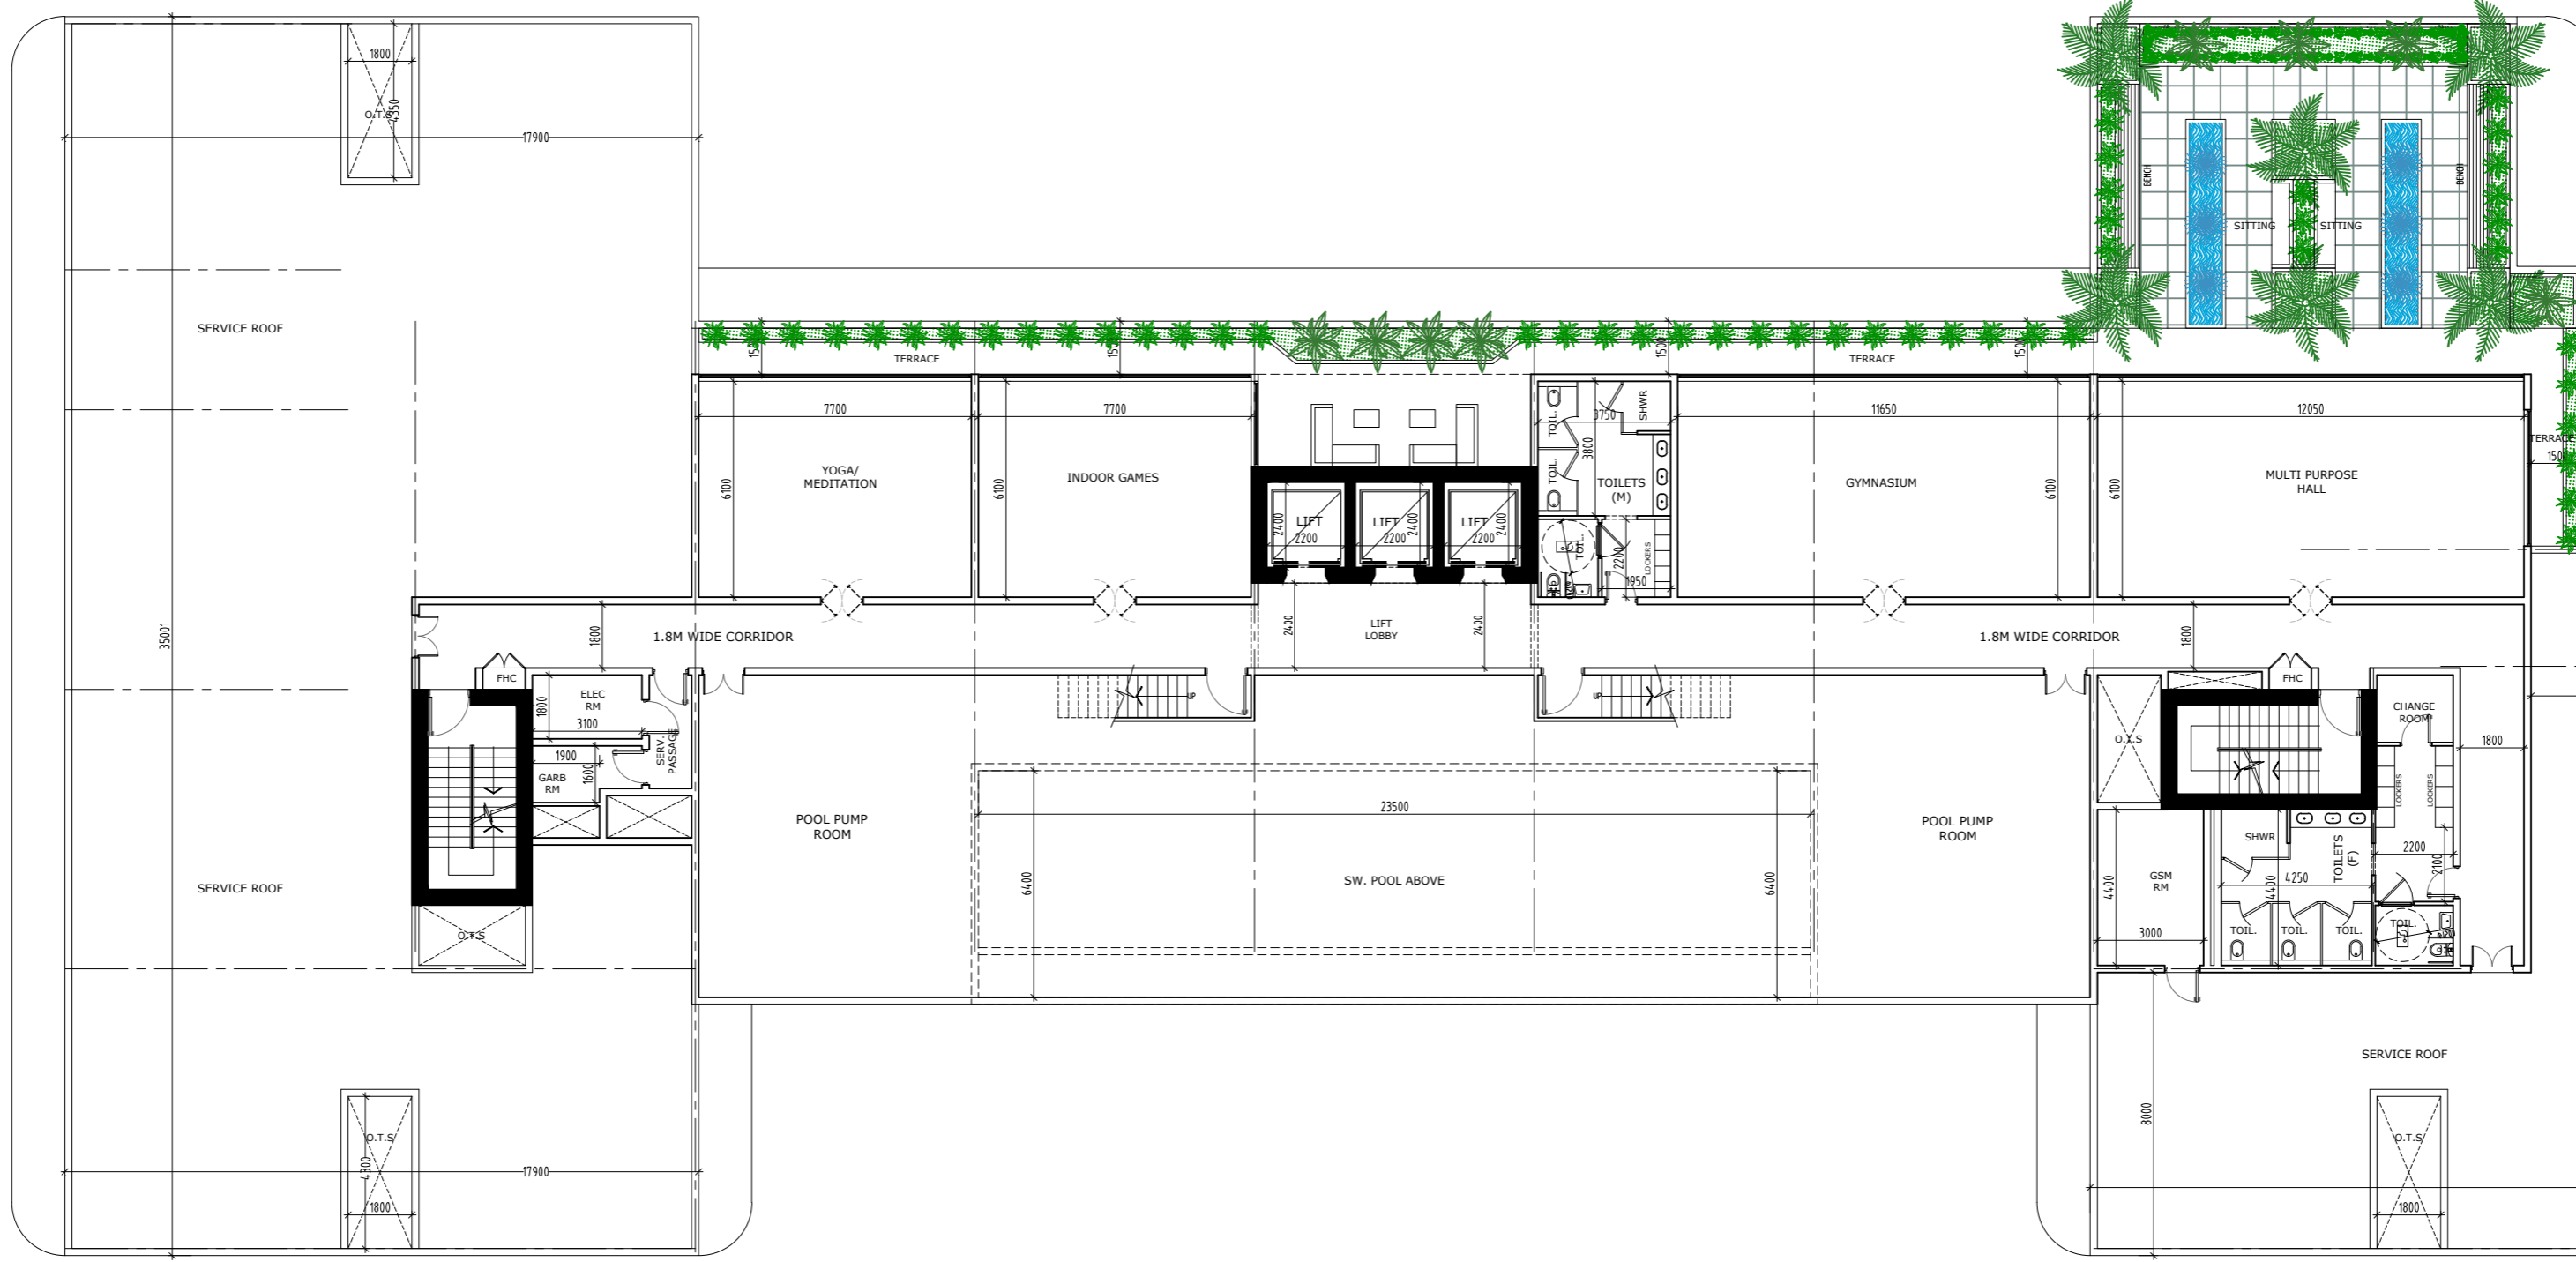 1800
O.T.S
4350
17900
BENCH
BENCH
SITTING
SITTING
SERVICE ROOF
35001
TERRACE
1500
1500
1500
TERRACE
1500
7700
7700
3750
11650
12050
TOIL.
SHWR
3800
TERRACE
1500
YOGA/
MEDITATION
6100
INDOOR GAMES
6100
TOIL.
TOILETS
(M)
GYMNASIUM
6100
6100
MULTI PURPOSE
HALL
LIFT
2400
2200
LIFT
2400
2200
LIFT
2400
2200
TOIL.
2200
LOCKERS
1950
1.8M WIDE CORRIDOR
1800
2400
LIFT
LOBBY
2400
1.8M WIDE CORRIDOR
1800
FHC
ELEC
RM
1800
3100
UP
UP
FHC
CHANGE
ROOM
SERV.
PASSAGE
1900
GARB
RM
1600
O.T.S
1800
LOCKERS
LOCKERS
POOL PUMP
ROOM
23500
POOL PUMP
ROOM
SHWR
TOILETS
(F)
2200
2100
6400
SW. POOL ABOVE
6400
4400
GSM
RM
4400
4250
SERVICE ROOF
O.T.S
3000
TOIL.
TOIL.
TOIL.
TOIL.
SERVICE ROOF
8000
O.T.S
4300
17900
1800
O.T.S
1800